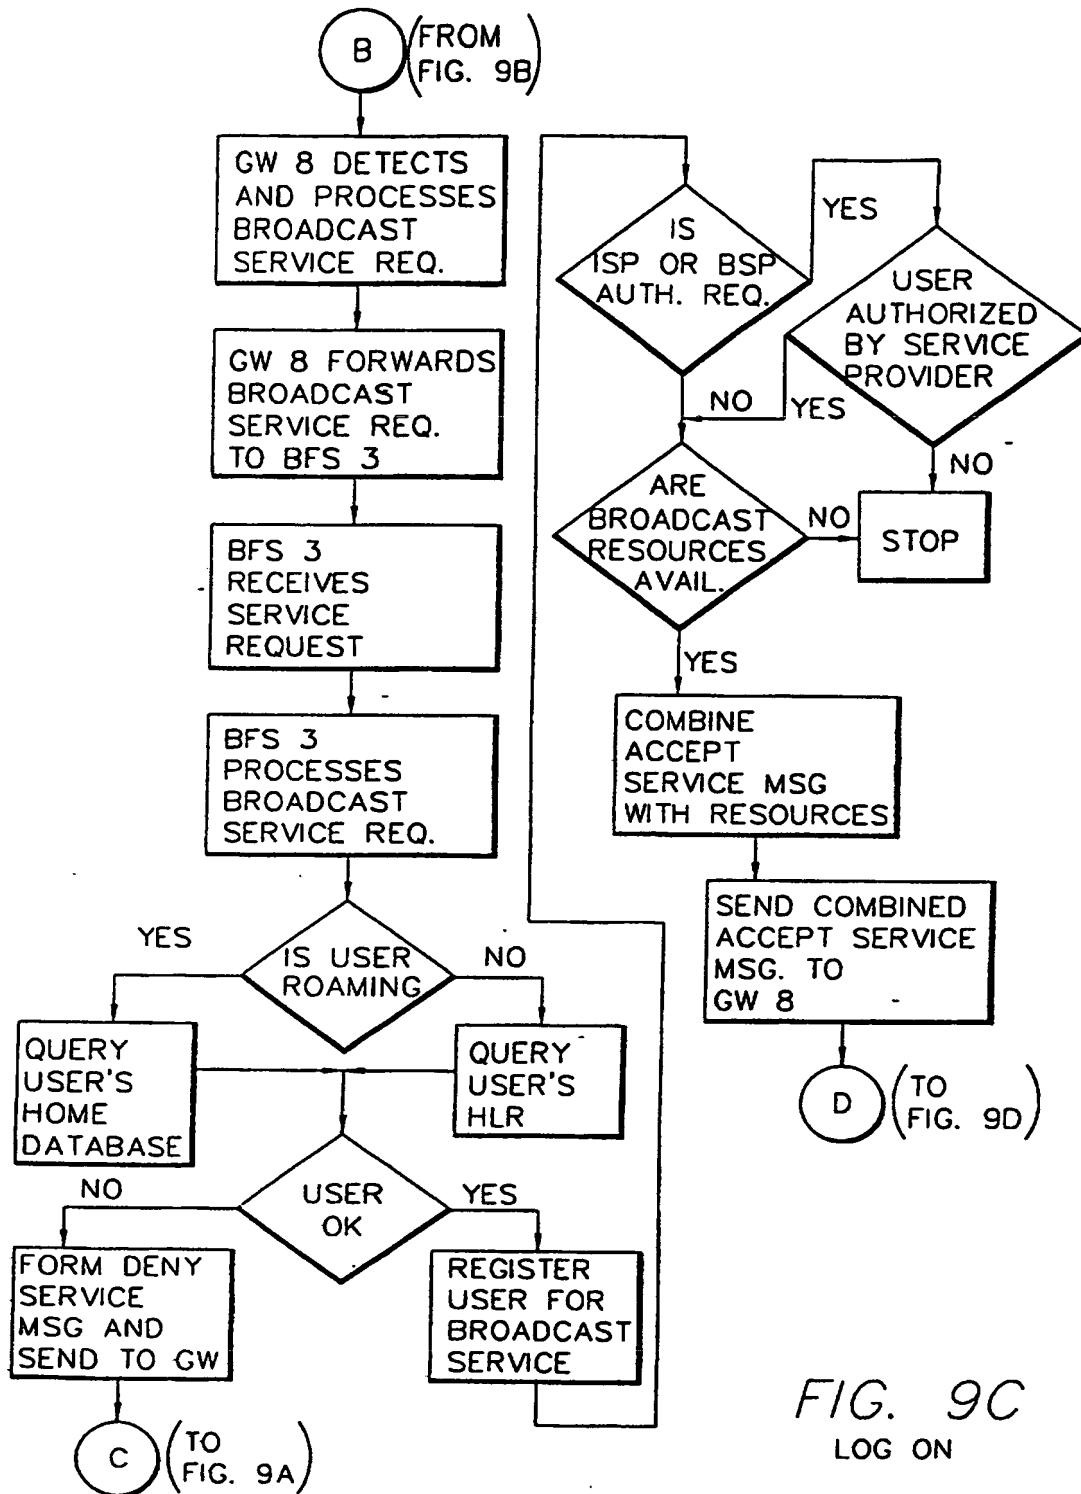 B
(FROM
FIG. 9B)
GW 8 DETECTS
AND PROCESSES
BROADCAST
SERVICE REQ.
GW 8 FORWARDS
BROADCAST
SERVICE REQ.
TO BFS 3
BFS 3
RECEIVES
SERVICE
REQUEST
BFS 3
PROCESSES
BROADCAST
SERVICE REQ.
YES
IS USER
ROAMING
NO
QUERY
USER'S
HOME
DATABASE
QUERY
USER'S
HLR
NO
USER
OK
YES
FORM DENY
SERVICE
MSG AND
SEND TO GW
REGISTER
USER FOR
BROADCAST
SERVICE
C
(TO
FIG. 9A)
IS
ISP OR BSP
AUTH. REQ.
YES
USER
AUTHORIZED
BY SERVICE
PROVIDER
NO
YES
NO
ARE
BROADCAST
RESOURCES
AVAIL.
NO
STOP
YES
COMBINE
ACCEPT
SERVICE MSG
WITH RESOURCES
SEND COMBINED
ACCEPT SERVICE
MSG. TO
GW 8
D
(TO
FIG. 9D)
FIG. 9C
LOG ON